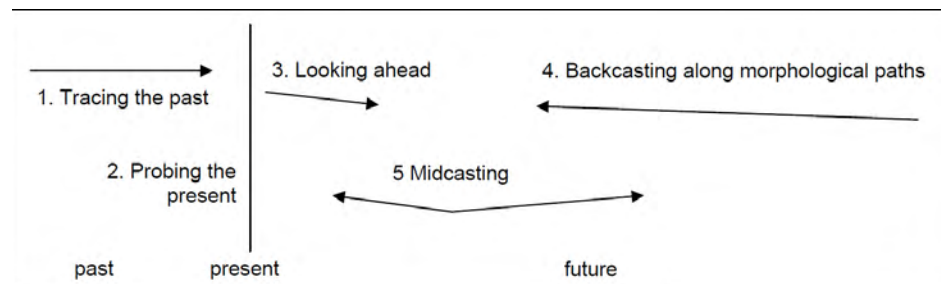 3. Looking ahead
4. Backcasting along morphological paths
1. Tracing the past
2. Probing the
present
5 Midcasting
past
present
future